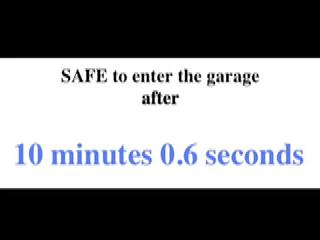 SAFE to enter the garage
after
10 minutes 0.6 seconds